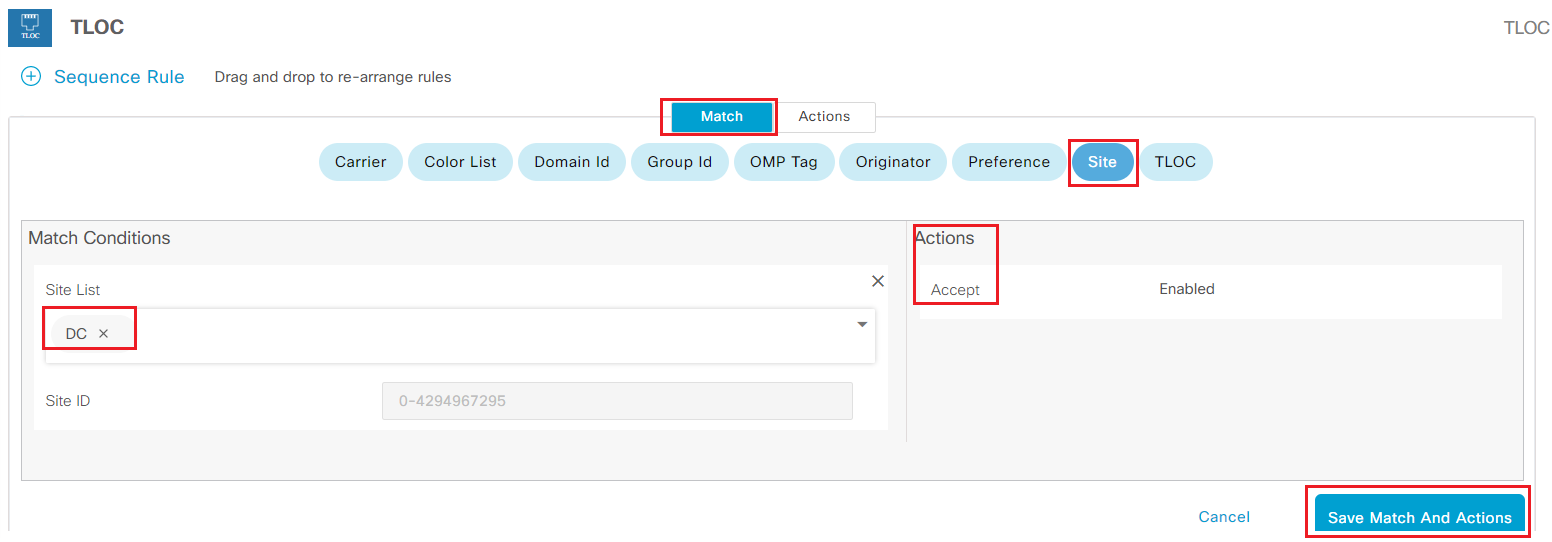 TLOC
TLOC
TLOC
Sequence Rule Drag and drop to re-arrange rules
Match Actions
Carrier Color List Domain Id Group Id OMP Tag Originator Preference Site TLOC
Match Conditions
Actions
Site List
Accept Enabled
DC
Site ID 0-4294967295
Cancel Save Match And Actions